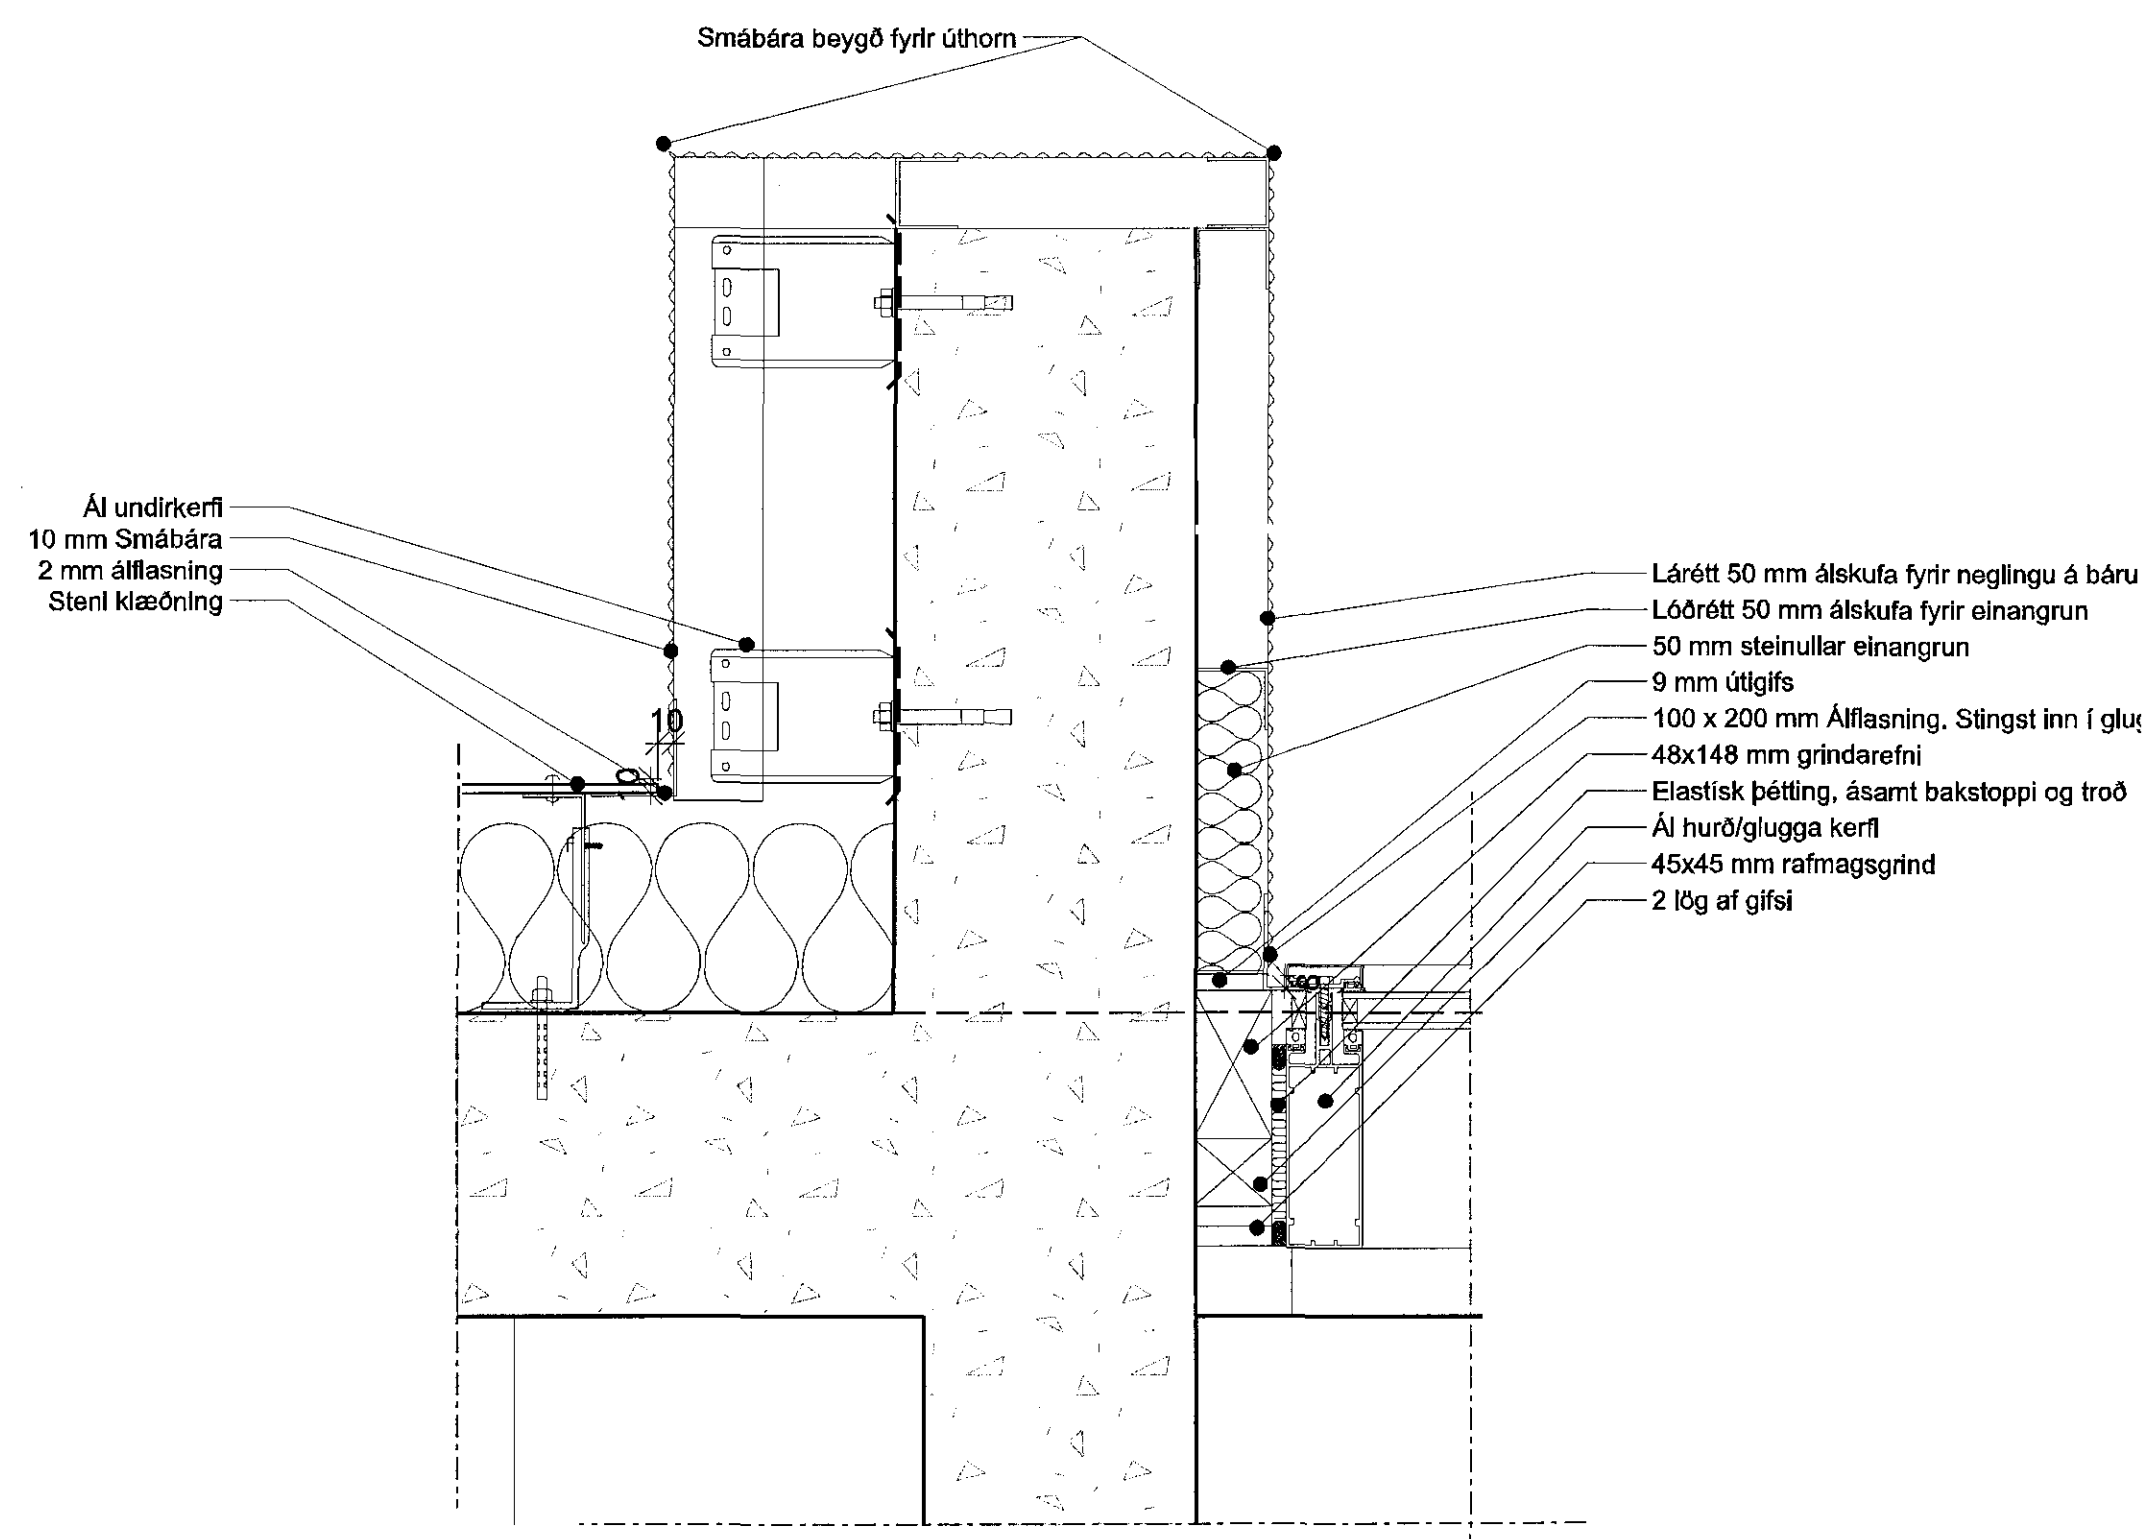 Smábára beygð fyrir úthorn
Ál undirkerfi
10 mm Smábára
2 mm álflasning
Steni klæðning
10
Lárétt 50 mm álskufa fyrir neglingu á báru
Lóðrétt 50 mm álskufa fyrir einangrun
50 mm steinullar einangrun
9 mm útigifs
100 x 200 mm Álflasning. Stingst inn í
48x148 mm grindarefni
Elastísk þétting, ásamt bakstoppi og troð
Ál hurð/glugga kerfi
45x45 mm rafmagsgrind
2 lög af gifsi